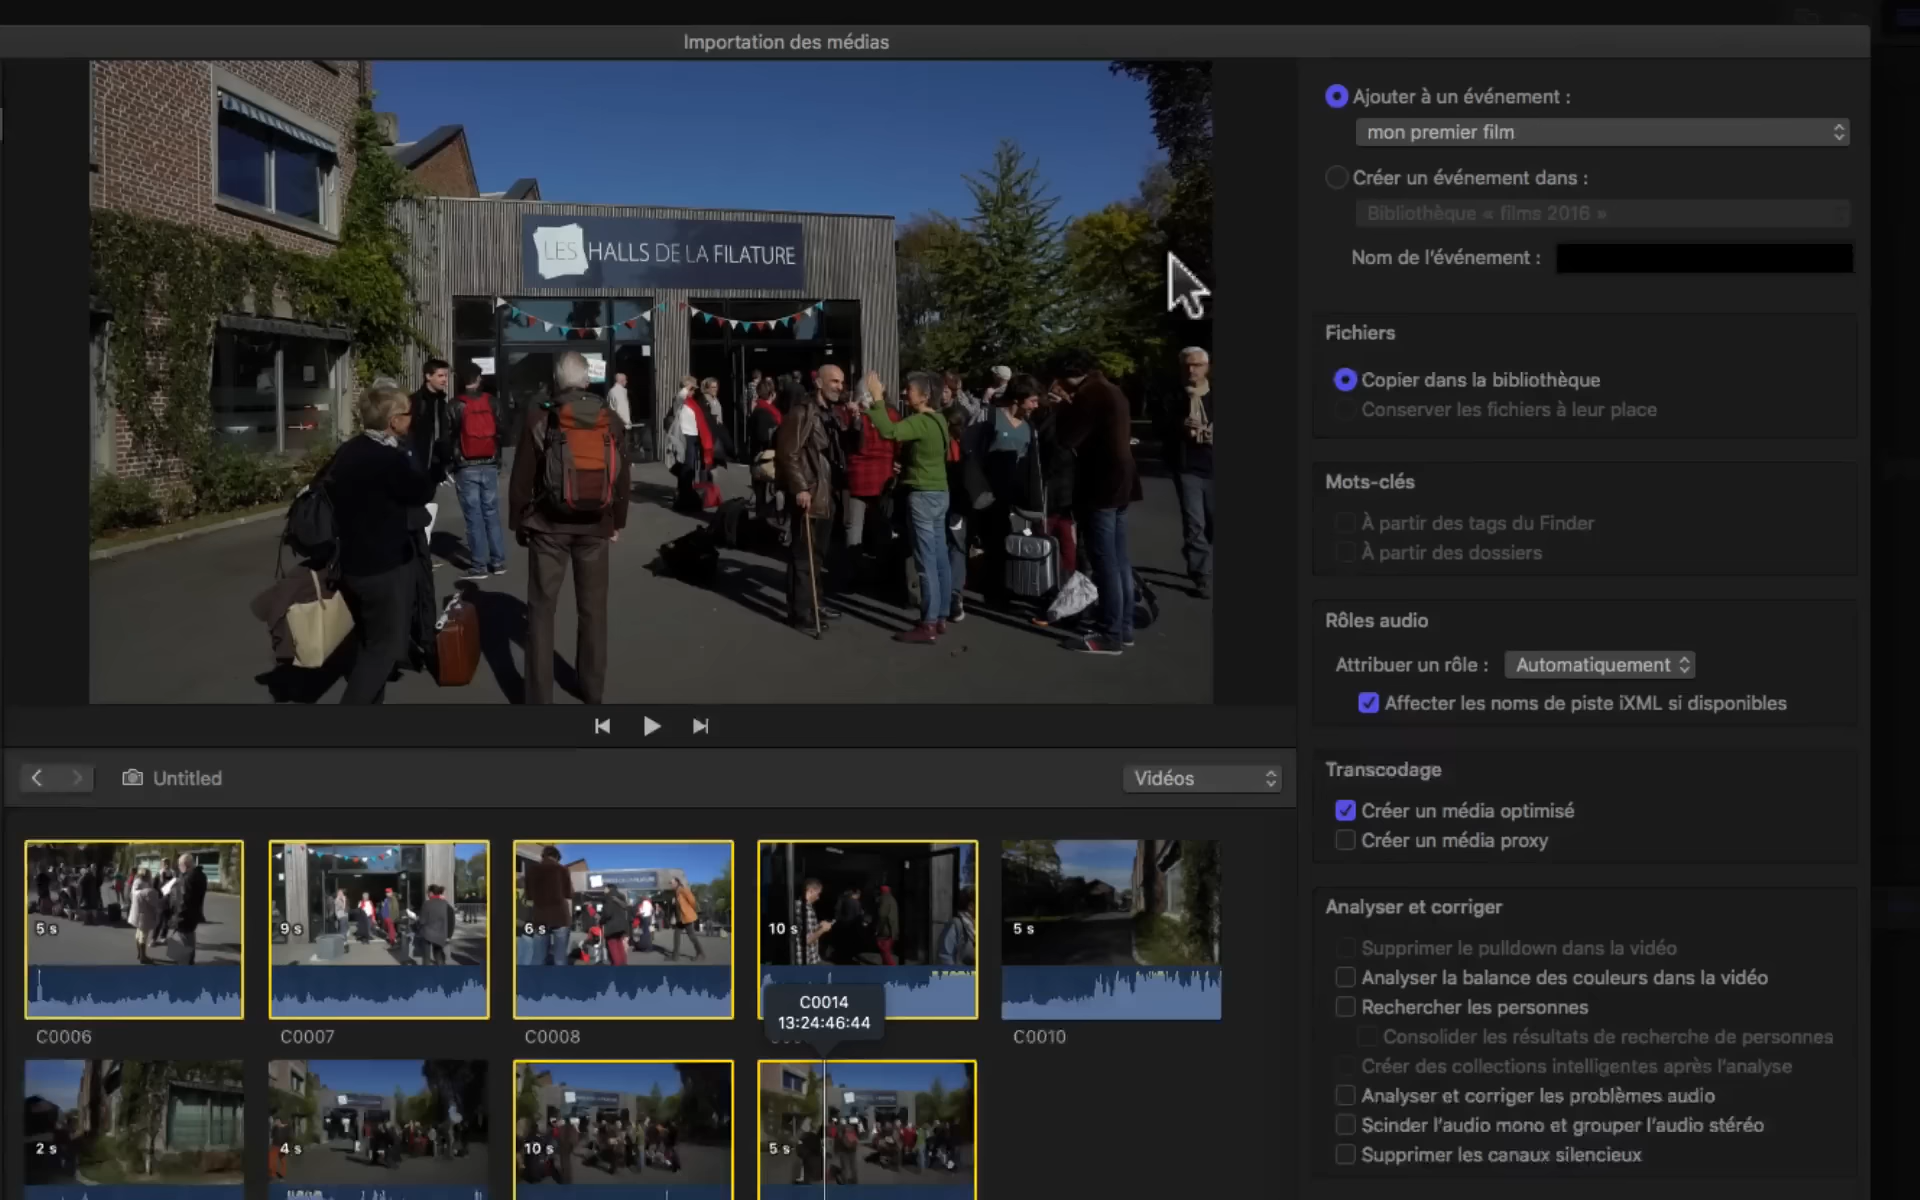 Importation des médias
LES HALLS DE LA FILATURE
Untitled
Vidéos
5 s
9 s
6 s
10 s
5 s
C0014
13:24:46:44
C0006
C0007
C0008
C0010
2 s
4 s
10 s
5 s
Ajouter à un événement :
mon premier film
Créer un événement dans :
Bibliothèque « films 2016 »
Nom de l'événement :
Fichiers
Copier dans la bibliothèque
Conserver les fichiers à leur place
Mots-clés
À partir des tags du Finder
À partir des dossiers
Rôles audio
Attribuer un rôle :
Automatiquement
Affecter les noms de piste iXML si disponibles
Transcodage
Créer un média optimisé
Créer un média proxy
Analyser et corriger
Supprimer le pulldown dans la vidéo
Analyser la balance des couleurs dans la vidéo
Rechercher les personnes
Consolider les résultats de recherche de personnes
Créer des collections intelligentes après l'analyse
Analyser et corriger les problèmes audio
Scinder l'audio mono et grouper l'audio stéréo
Supprimer les canaux silencieux